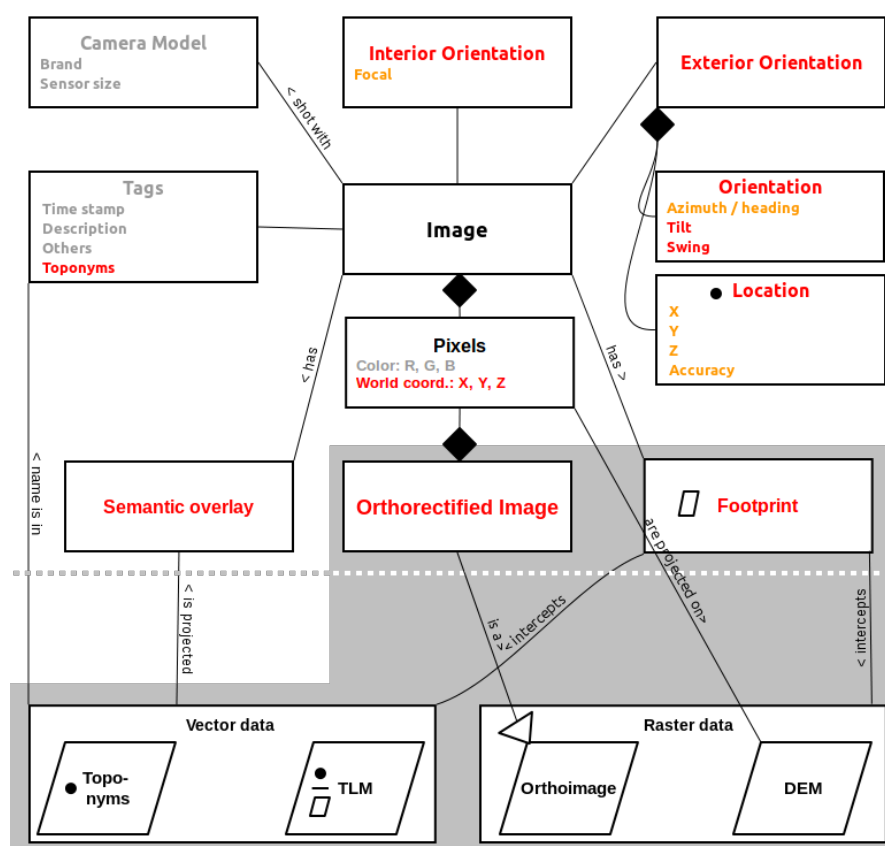 Camera Model
Brand
Sensor size
Interior Orientation
Focal
Exterior Orientation
< shot with
Tags
Time stamp
Description
Others
Toponyms
Image
Orientation
Azimuth / heading
Tilt
Swing
Location
X
Y
Z
Accuracy
Pixels
Color: R, G, B
World coord.: X, Y, Z
< has
has >
< name is in
Semantic overlay
Orthorectified Image
Footprint
are projected on>
< is projected
is a >
< intercepts
< intercepts
Vector data
Topo-
nyms
TLM
Raster data
Orthoimage
DEM